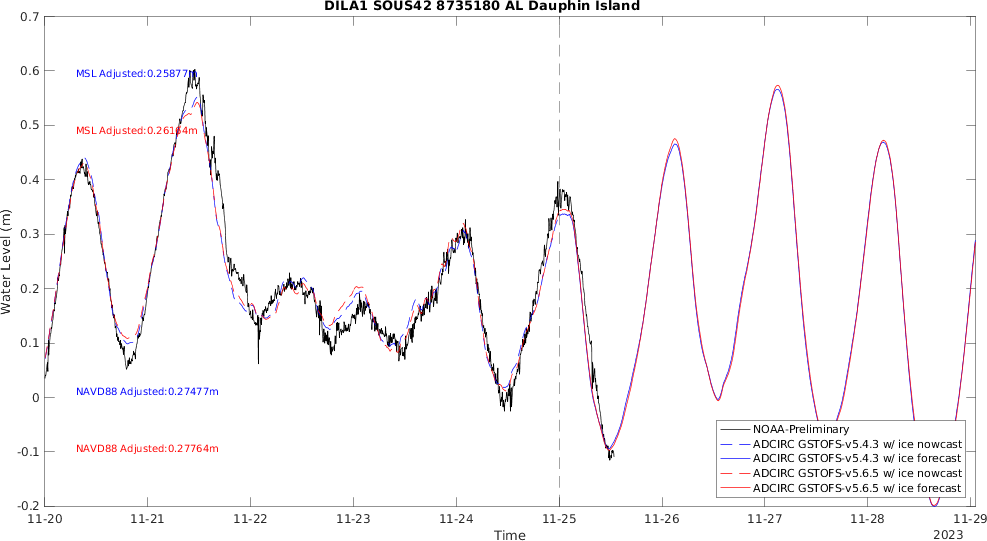 DILA1 SOUS42 8735180 AL Dauphin Island
0.7
0.6
0.5
0.4
0.3
0.2
0.1
0
-0.1
-0.2
Water Level (m)
MSL Adjusted:0.25877m
MSL Adjusted:0.26164m
NAVD88 Adjusted:0.27477m
NAVD88 Adjusted:0.27764m
NOAA-Preliminary
ADCIRC GSTOFS-v5.4.3 w/ ice nowcast
ADCIRC GSTOFS-v5.4.3 w/ ice forecast
ADCIRC GSTOFS-v5.6.5 w/ ice nowcast
ADCIRC GSTOFS-v5.6.5 w/ ice forecast
11-20 11-21 11-22 11-23 11-24 11-25 11-26 11-27 11-28 11-29
Time
2023